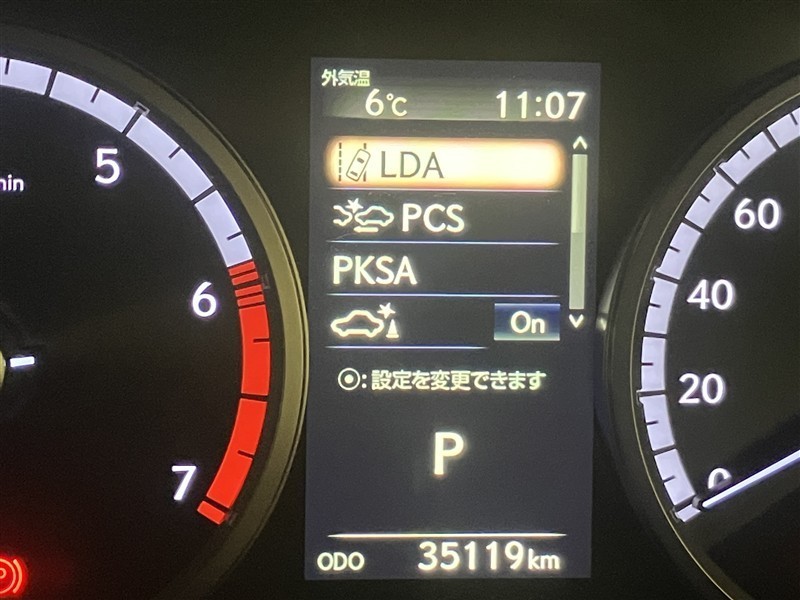 外気温
6℃ 11:07
LDA
PCS
PKSA
On
⦿:設定を変更できます
P
ODO 35119km
5
6
7
60
40
20
0